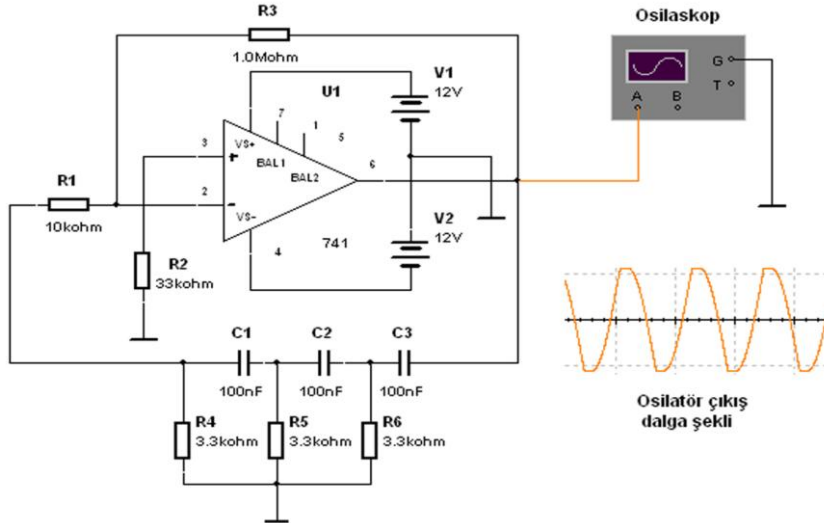 R3
1.0Mohm
Osilaskop
G
T
A
B
U1
V1
12V
7
1
5
3
VS+
BAL1
BAL2
6
R1
10kohm
2
VS-
4
741
V2
12V
R2
33kohm
C1
C2
C3
100nF
100nF
100nF
R4
3.3kohm
R5
3.3kohm
R6
3.3kohm
Osilatör çıkış
dalga şekli